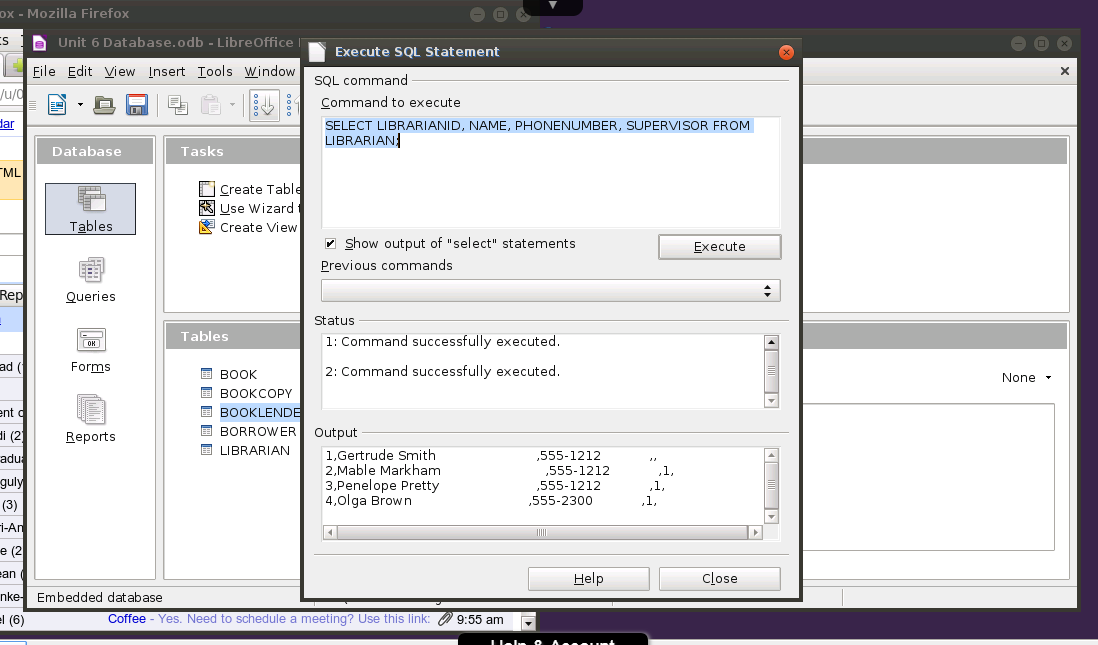 ox - Mozilla Firefox
Unit 6 Database.odb - LibreOffice
File Edit View Insert Tools Window
/u/0
dar
HTML
Rep
ad (1
ent o
di (2)
radua
guly
(3)
ri-An
e (2
ean (
nke-
el (6)
Database
Tables
Queries
Forms
Reports
Tasks
Create Table
Use Wizard t
Create View
Tables
BOOK
BOOKCOPY
BOOKLENDE
BORROWER
LIBRARIAN
None
Embedded database
Execute SQL Statement
SQL command
Command to execute
SELECT LIBRARIANID, NAME, PHONENUMBER, SUPERVISOR FROM
LIBRARIAN;
Show output of "select" statements
Execute
Previous commands
Status
1: Command successfully executed.
2: Command successfully executed.
Output
1,Gertrude Smith ,555-1212 ,,
2,Mable Markham ,555-1212 ,1,
3,Penelope Pretty ,555-1212 ,1,
4,Olga Brown ,555-2300 ,1,
Help Close
Coffee - Yes. Need to schedule a meeting? Use this link: 9:55 am
Help & Account